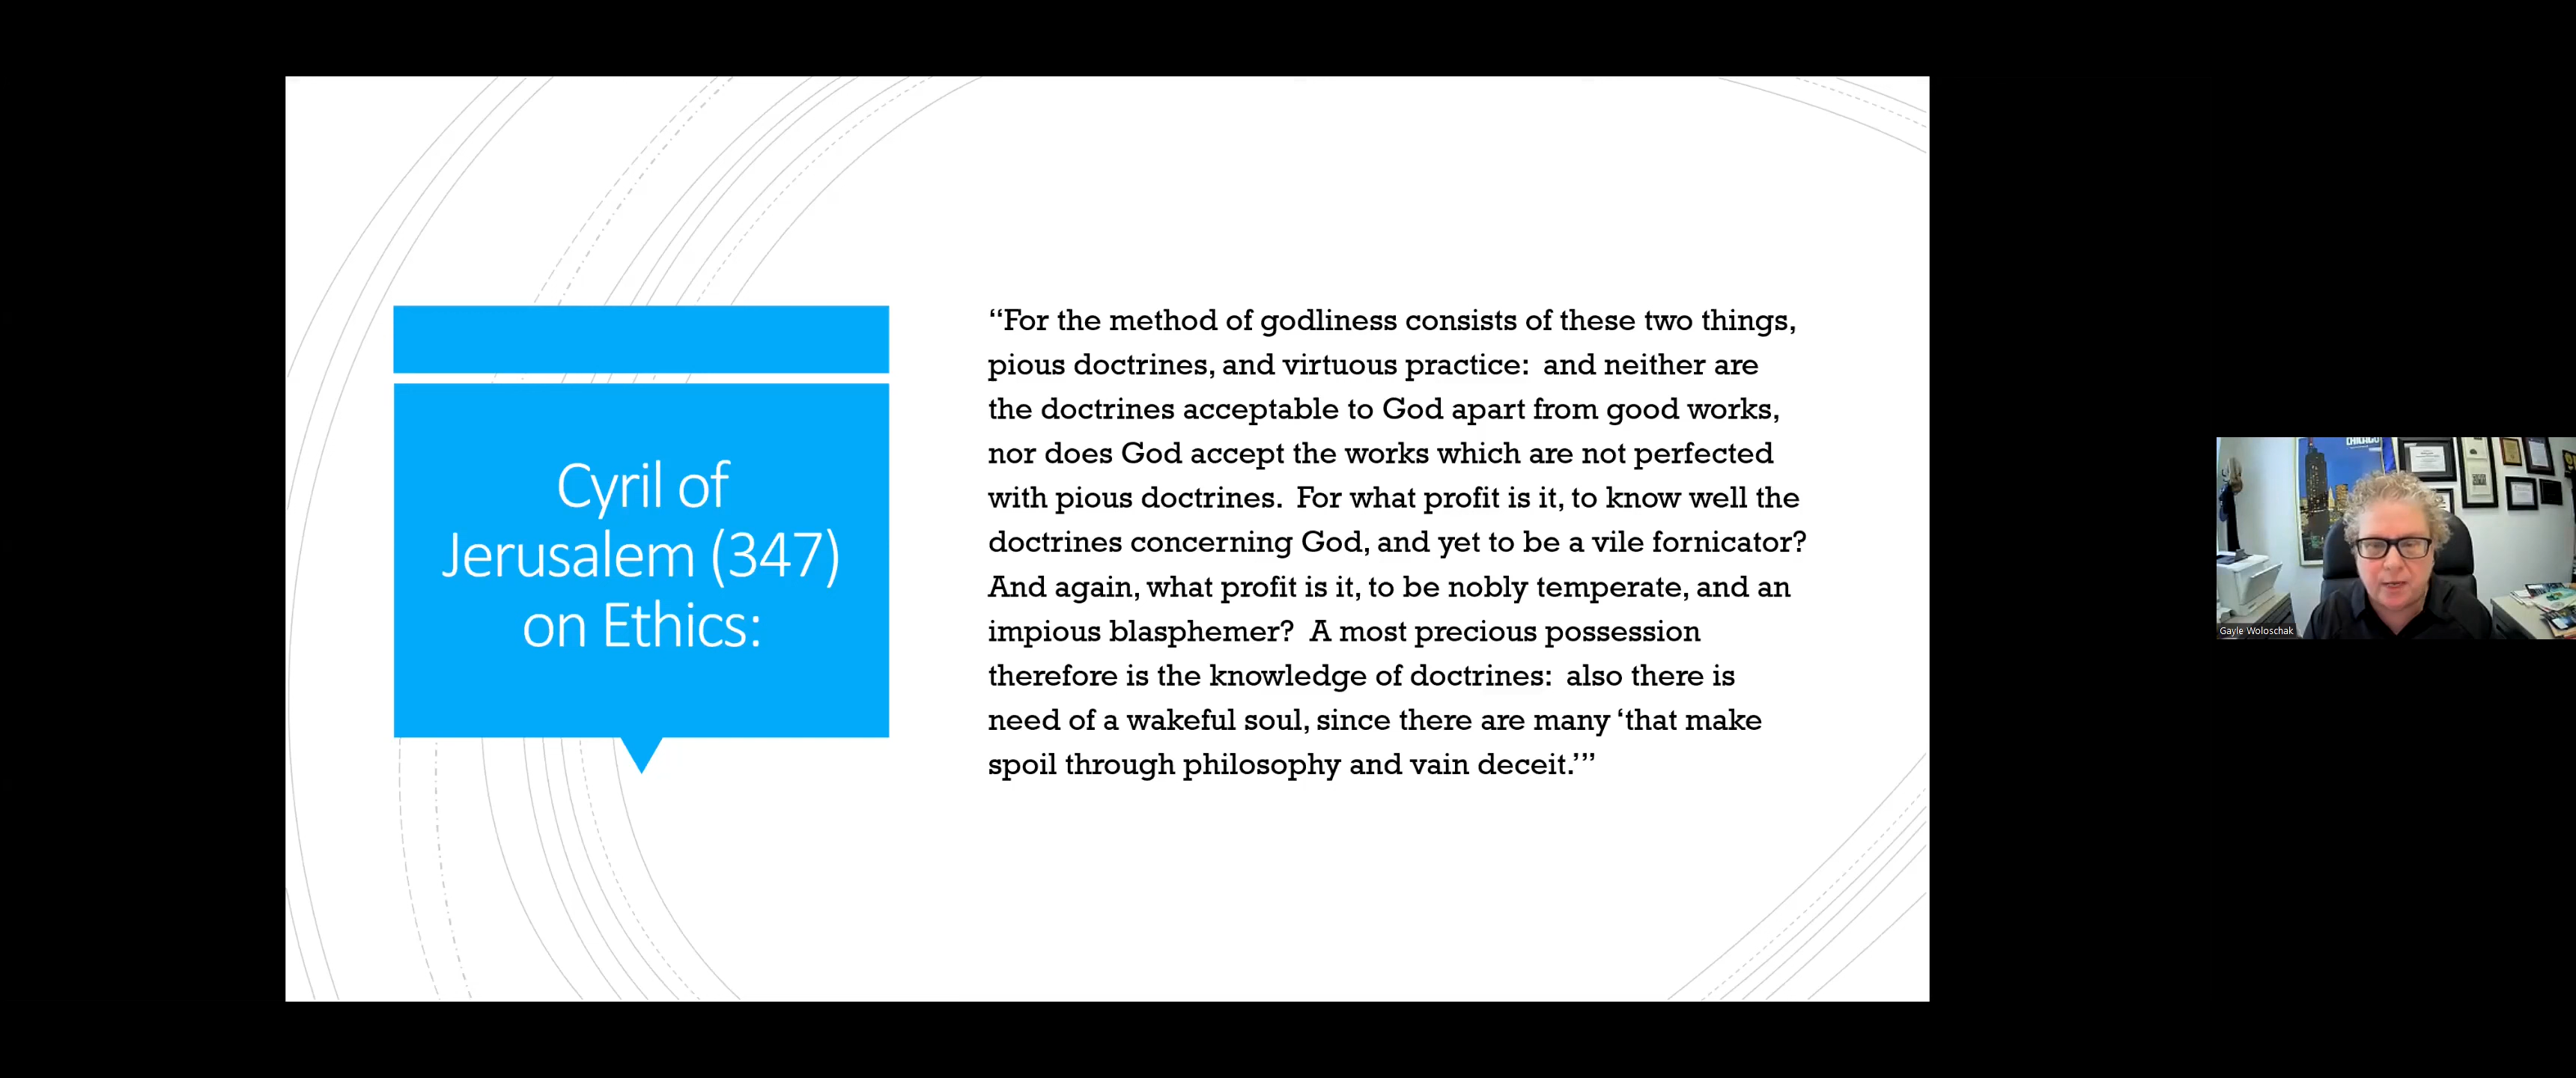 Cyril of
Jerusalem (347)
on Ethics:
“For the method of godliness consists of these two things,
pious doctrines, and virtuous practice:  and neither are
the doctrines acceptable to God apart from good works,
nor does God accept the works which are not perfected
with pious doctrines.  For what profit is it, to know well the
doctrines concerning God, and yet to be a vile fornicator?
And again, what profit is it, to be nobly temperate, and an
impious blasphemer?  A most precious possession
therefore is the knowledge of doctrines:  also there is
need of a wakeful soul, since there are many ‘that make
spoil through philosophy and vain deceit.’”
CHICAGO
Gayle Woloschak